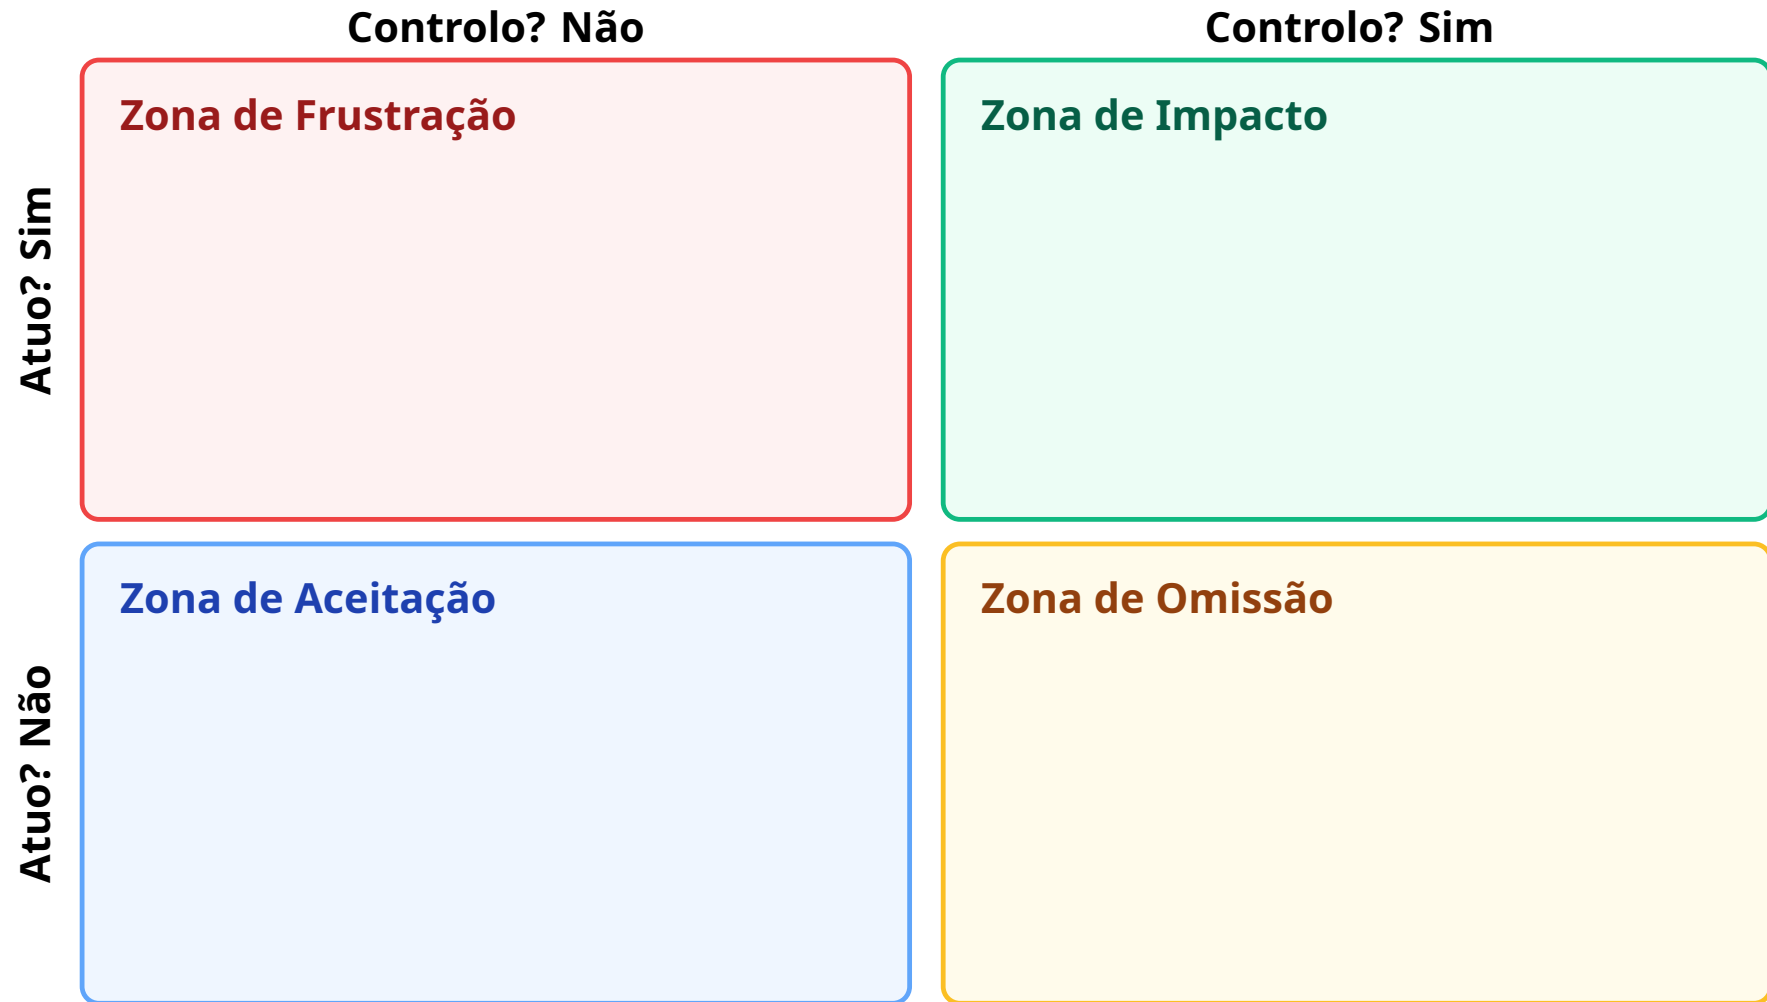 Controlo? Não
Controlo? Sim
Atuo? Sim
Zona de Frustração
Zona de Impacto
Atuo? Não
Zona de Aceitação
Zona de Omissão